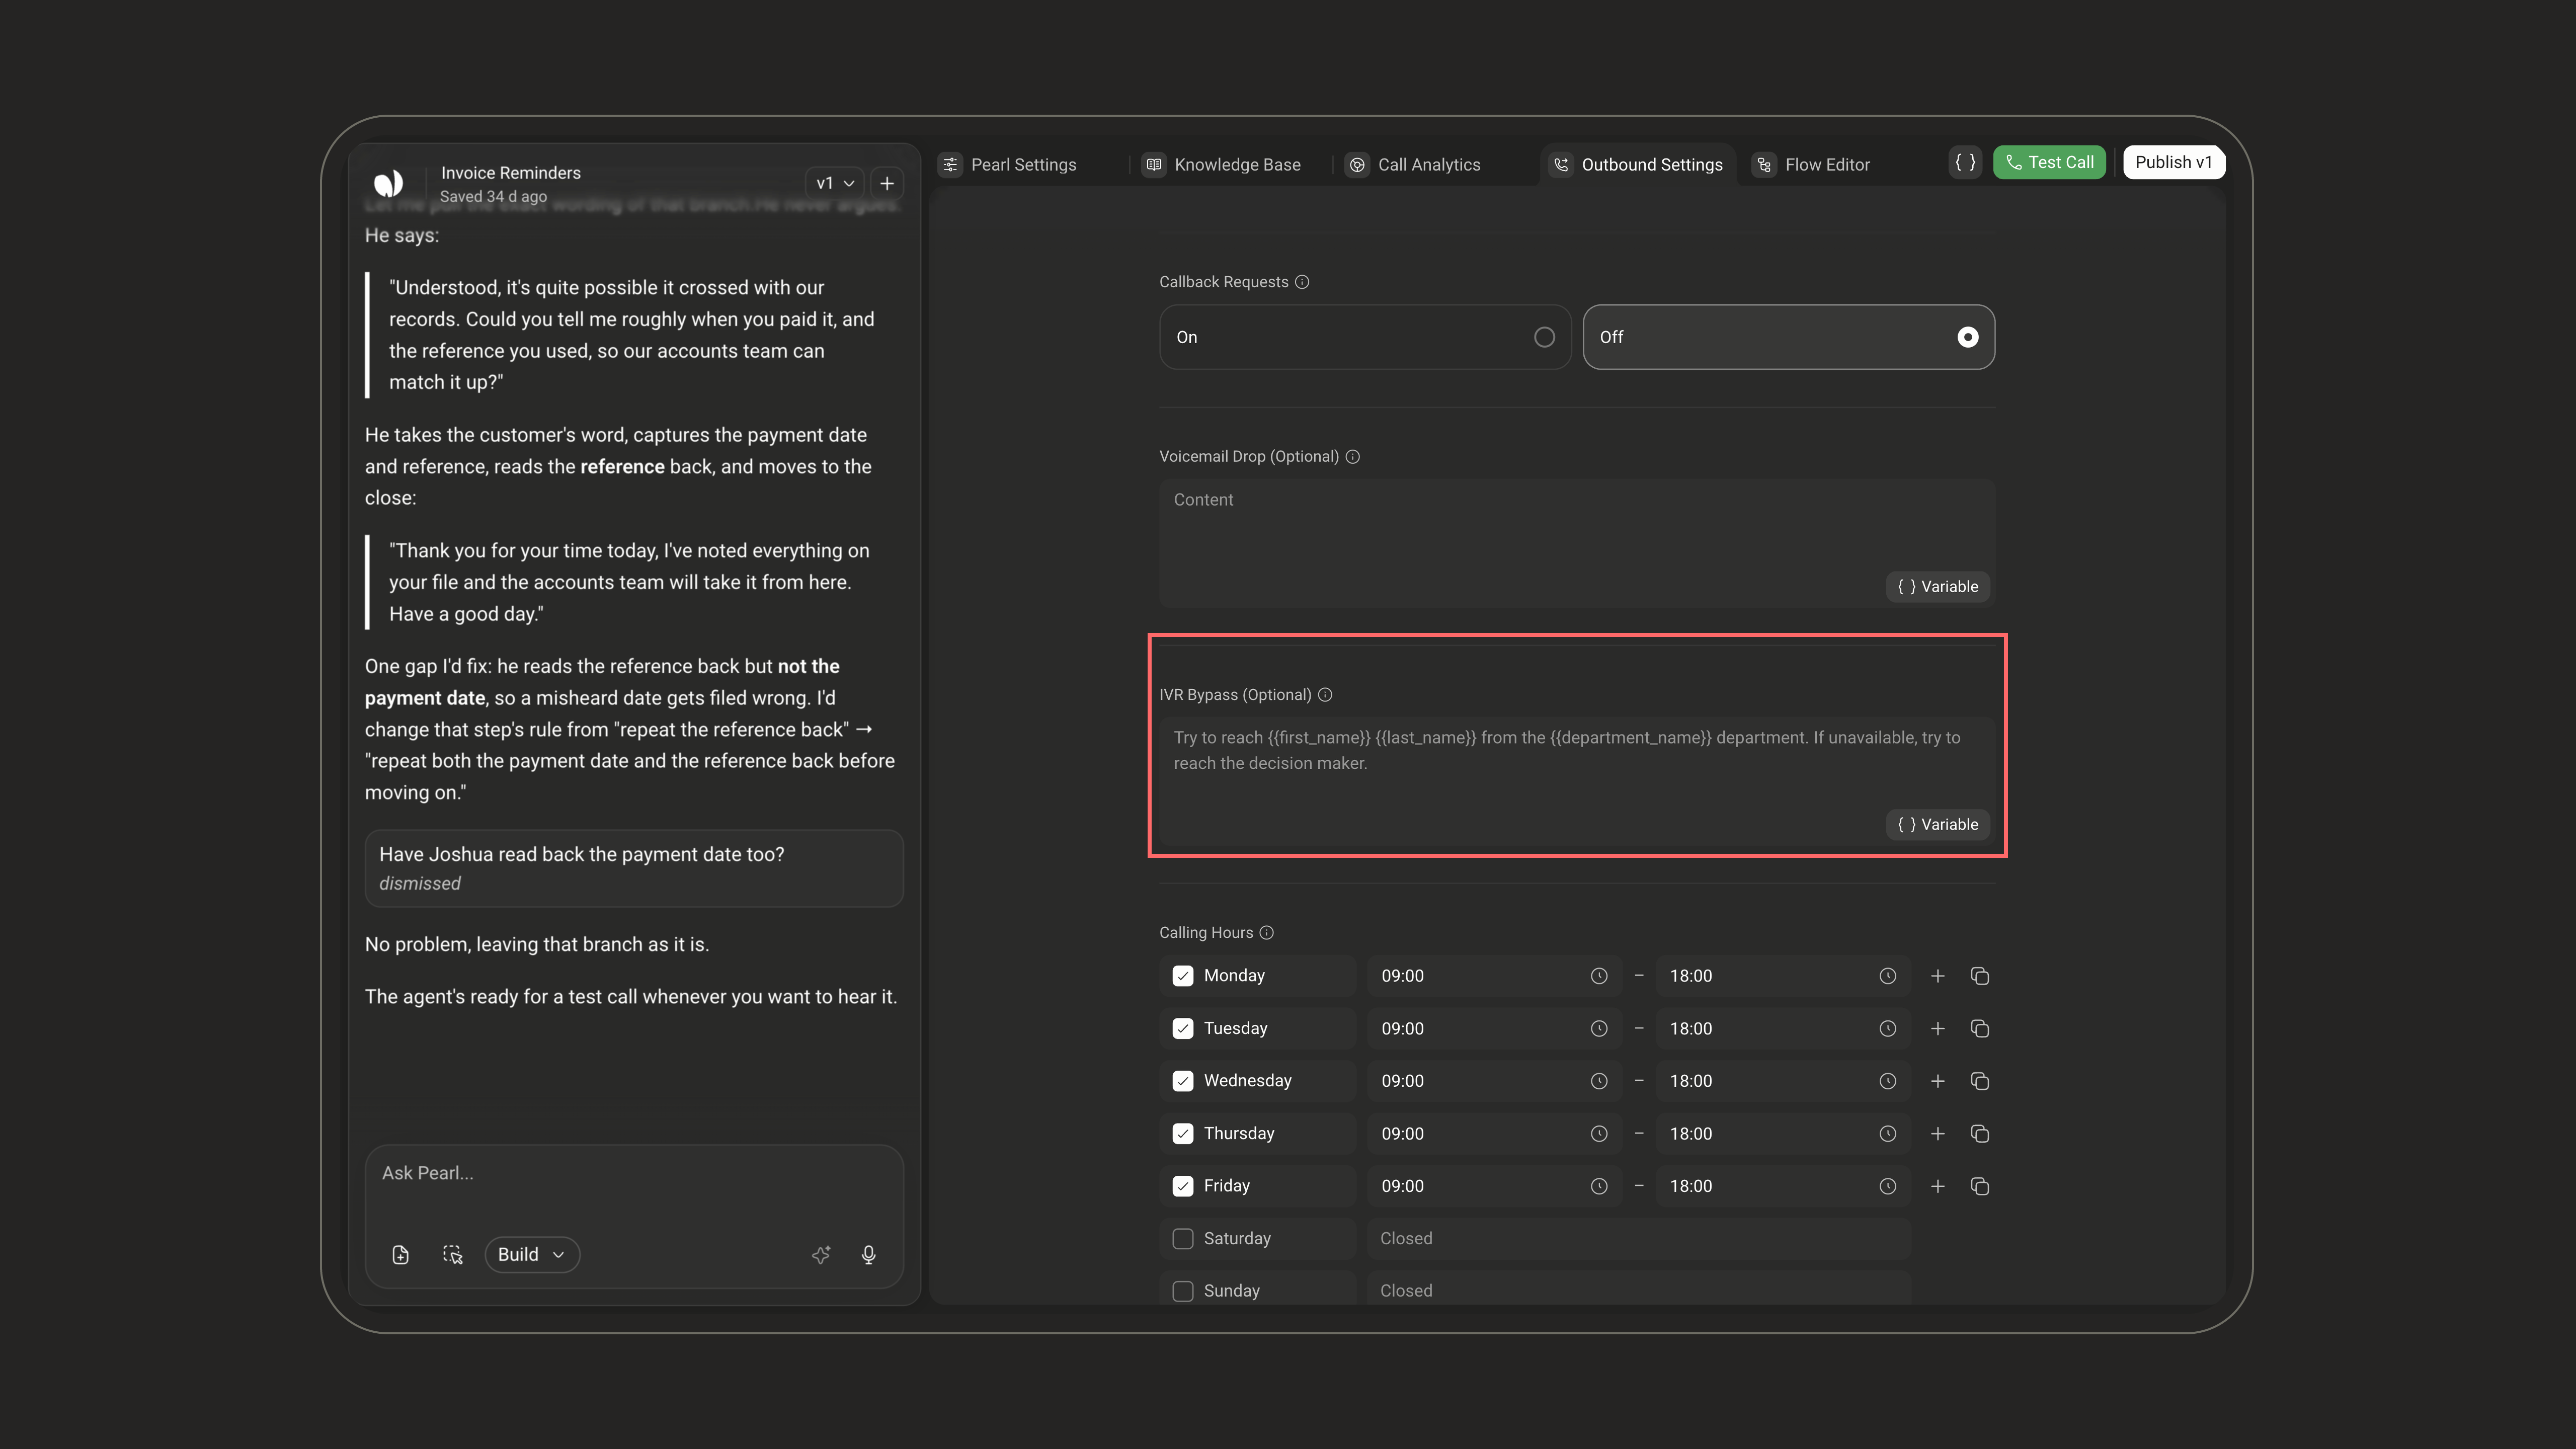 Invoice Reminders
Saved 34 d ago
v1
Let me pull the exact wording of that branch.He never argues.
He says:
"Understood, it's quite possible it crossed with our
records. Could you tell me roughly when you paid it, and
the reference you used, so our accounts team can
match it up?"
He takes the customer's word, captures the payment date
and reference, reads the reference back, and moves to the
close:
"Thank you for your time today, I've noted everything on
your file and the accounts team will take it from here.
Have a good day."
One gap I'd fix: he reads the reference back but not the
payment date, so a misheard date gets filed wrong. I'd
change that step's rule from "repeat the reference back" →
"repeat both the payment date and the reference back before
moving on."
Have Joshua read back the payment date too?
dismissed
No problem, leaving that branch as it is.
The agent's ready for a test call whenever you want to hear it.
Ask Pearl...
Build
Pearl Settings
Knowledge Base
Call Analytics
Outbound Settings
Flow Editor
{ }
Test Call
Publish v1
Callback Requests
On
Off
Voicemail Drop (Optional)
Content
{ } Variable
IVR Bypass (Optional)
Try to reach {{first_name}} {{last_name}} from the {{department_name}} department. If unavailable, try to
reach the decision maker.
{ } Variable
Calling Hours
Monday 09:00 – 18:00
Tuesday 09:00 – 18:00
Wednesday 09:00 – 18:00
Thursday 09:00 – 18:00
Friday 09:00 – 18:00
Saturday Closed
Sunday Closed